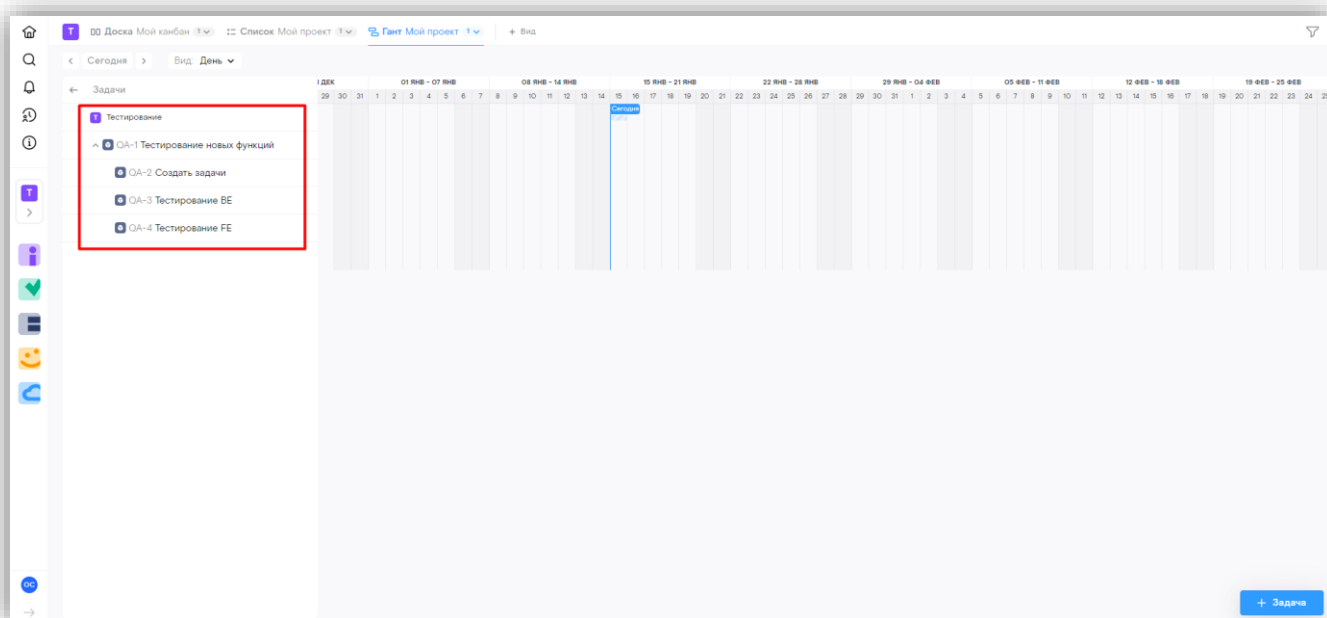 T 00 Доска Мой канбан 1 Список Мой проект 1 Гант Мой проект 1 + Вид
< Сегодня > Вид: День
← Задачи
ДЕК 01 ЯНВ - 07 ЯНВ 08 ЯНВ - 14 ЯНВ 15 ЯНВ - 21 ЯНВ 22 ЯНВ - 28 ЯНВ 29 ЯНВ - 04 ФЕВ 05 ФЕВ - 11 ФЕВ 12 ФЕВ - 18 ФЕВ 19 ФЕВ - 25 ФЕВ
29 30 31 1 2 3 4 5 6 7 8 9 10 11 12 13 14 15 16 17 18 19 20 21 22 23 24 25 26 27 28 29 30 31 1 2 3 4 5 6 7 8 9 10 11 12 13 14 15 16 17 18 19 20 21 22 23 24
Сегодня
T Тестирование
QA-1 Тестирование новых функций
QA-2 Создать задачи
T
QA-3 Тестирование BE
QA-4 Тестирование FE
ОС
+ Задача